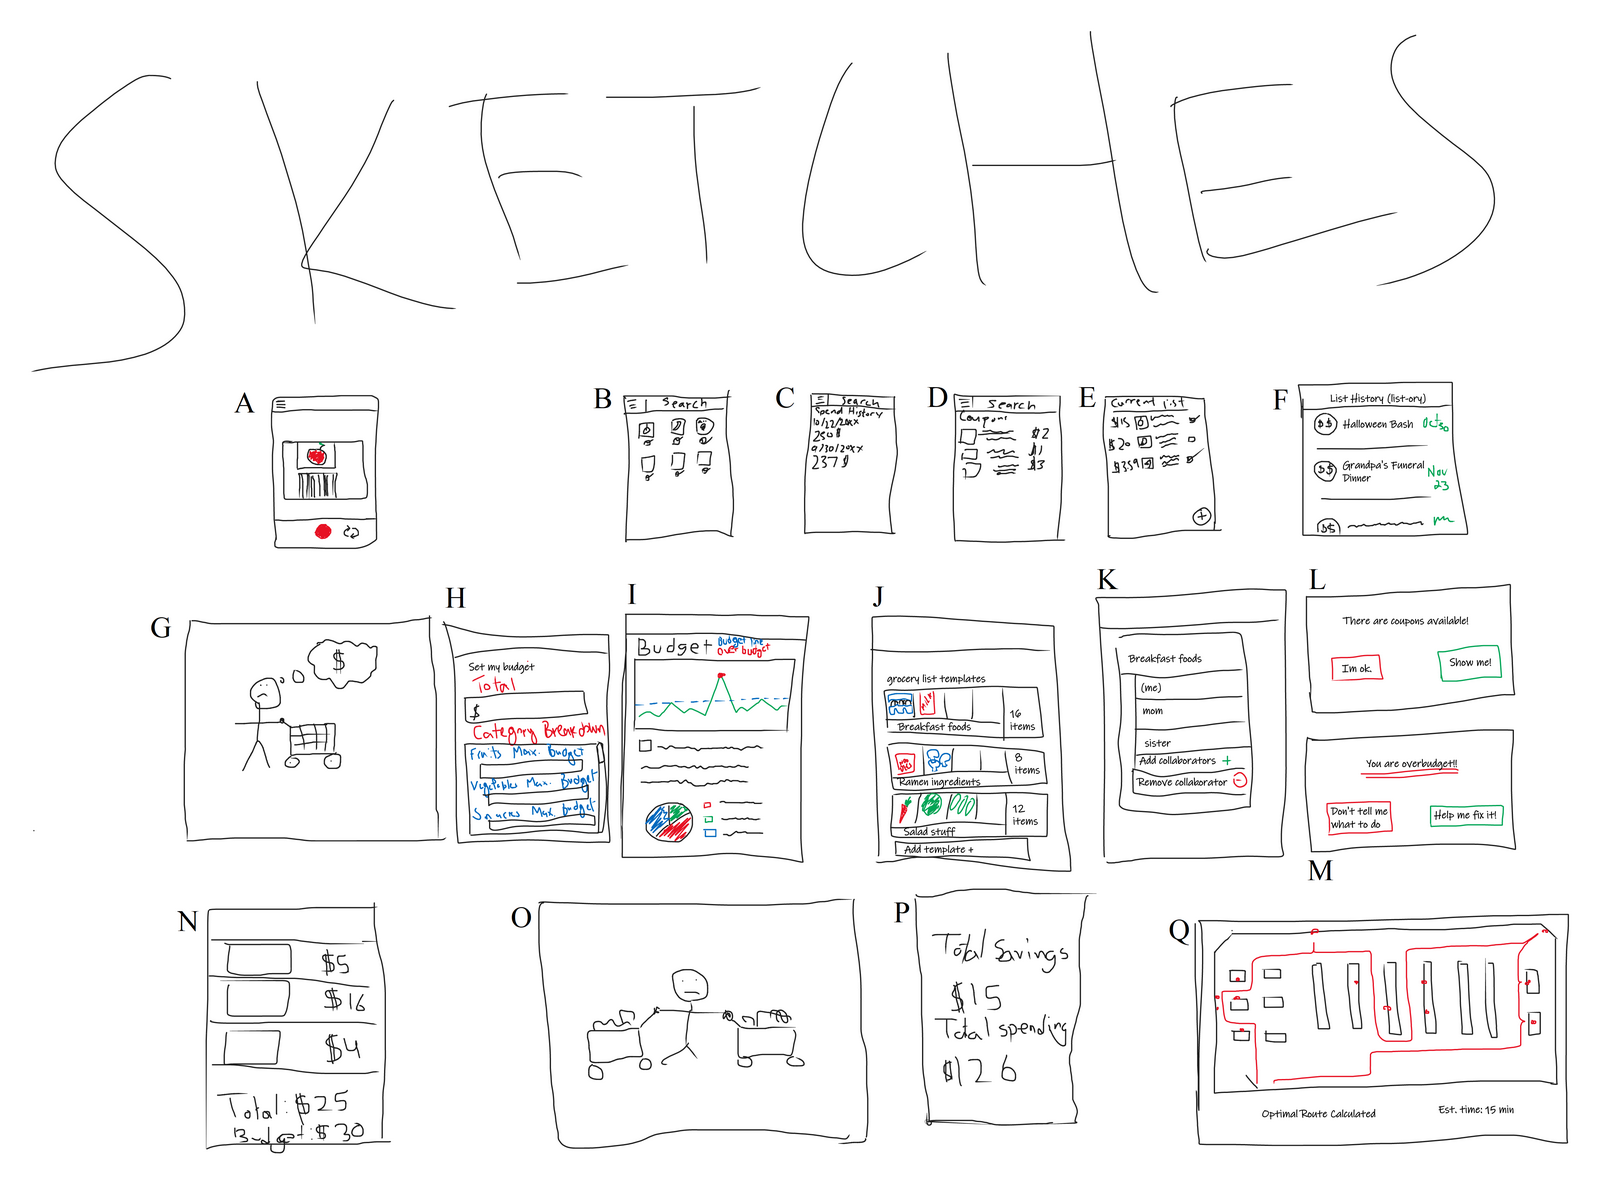 SKETCHES
A
B
Search
C
Search
Spend History
10/22/20xx
250$
9/30/20xx
237$
D
Search
Coupons
$2
$1
$3
E
Current list
$15
$20
$359
F
List History (list-ory)
$$ Halloween Bash Oct 30
$$ Grandpa's Funeral
Dinner
Nov
23
$$
G
$
H
Set my budget
Total
$
Category Breakdown
Fruits Max. Budget
Vegetables Max. Budget
Snacks Max. Budget
I
Budget
Budget line
Over budget
J
grocery list templates
milk
Breakfast foods
16
items
Ramen ingredients
8
items
Salad stuff
12
items
Add template +
K
Breakfast foods
(me)
mom
sister
Add collaborators +
Remove collaborator -
L
There are coupons available!
I'm ok.
Show me!
You are overbudget!!
Don't tell me
what to do
Help me fix it!
M
N
$5
$16
$4
Total: $25
Budget: $30
O
P
Total Savings
$15
Total spending
$126
Q
Optimal Route Calculated
Est. time: 15 min